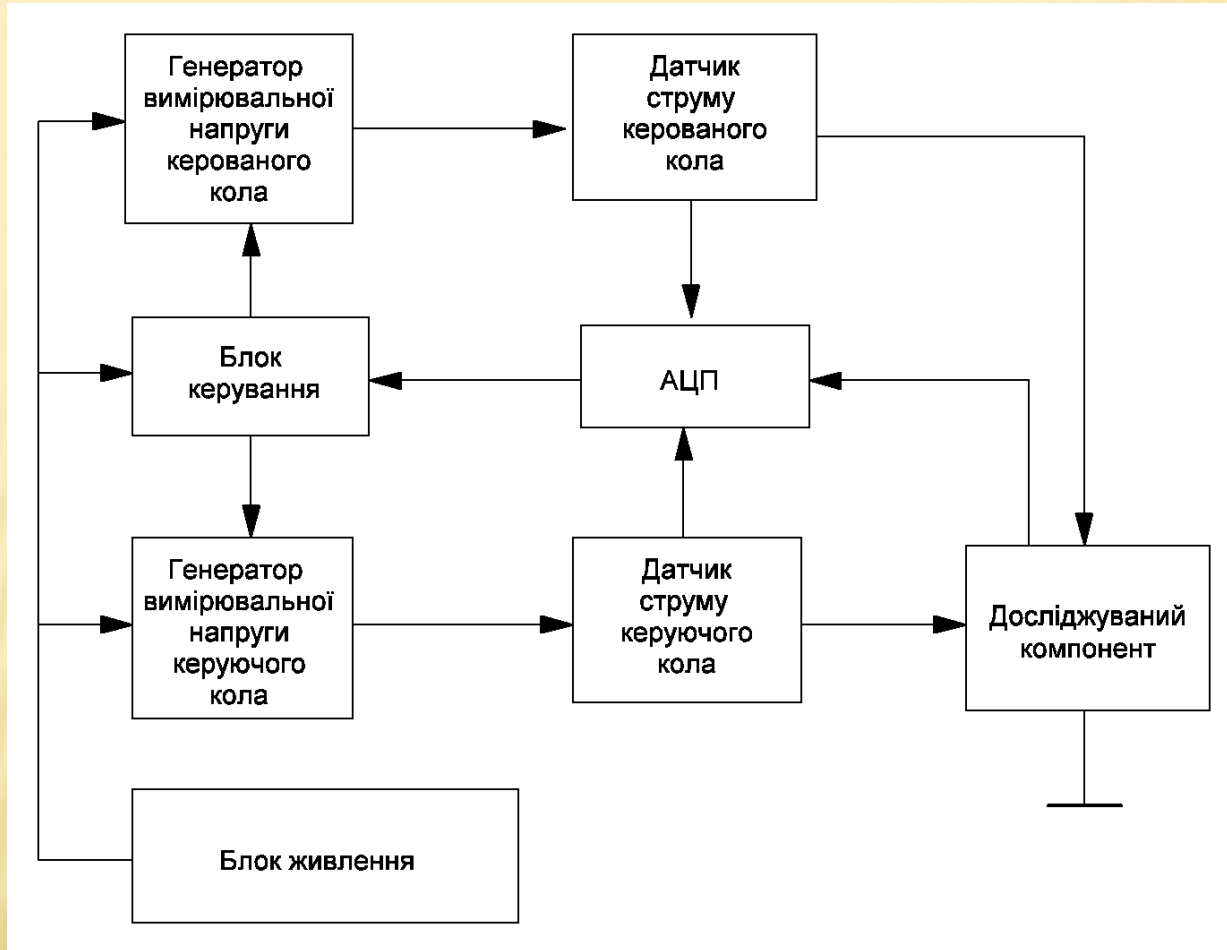 Генератор
вимірювальної
напруги
керованого
кола
Датчик
струму
керованого
кола
Блок
керування
АЦП
Генератор
вимірювальної
напруги
керуючого
кола
Датчик
струму
керуючого
кола
Досліджуваний
компонент
Блок живлення